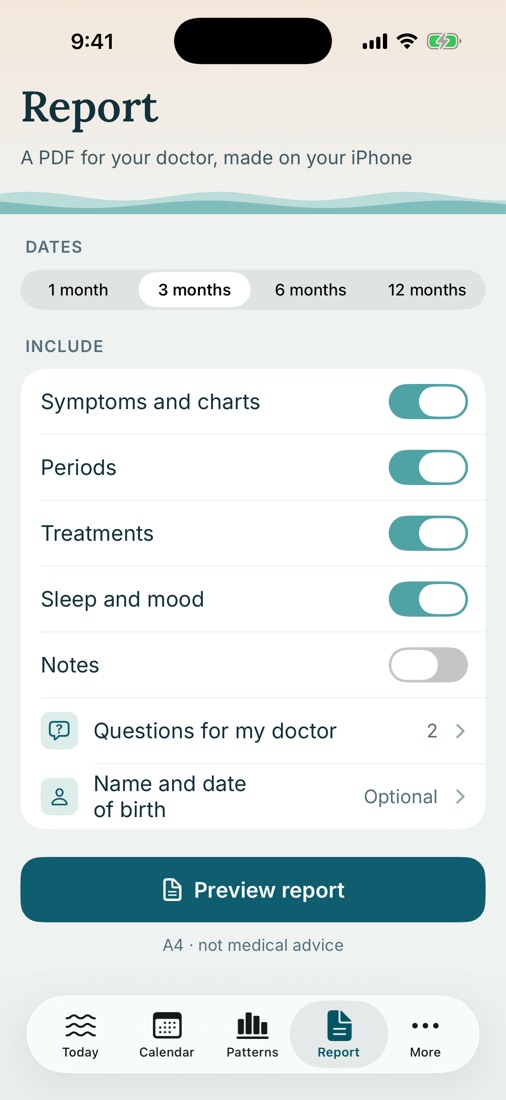 9:41
Report
A PDF for your doctor, made on your iPhone
DATES
1 month
3 months
6 months
12 months
INCLUDE
Symptoms and charts
Periods
Treatments
Sleep and mood
Notes
Questions for my doctor
2
Name and date
of birth
Optional
Preview report
A4 · not medical advice
Today
Calendar
Patterns
Report
More